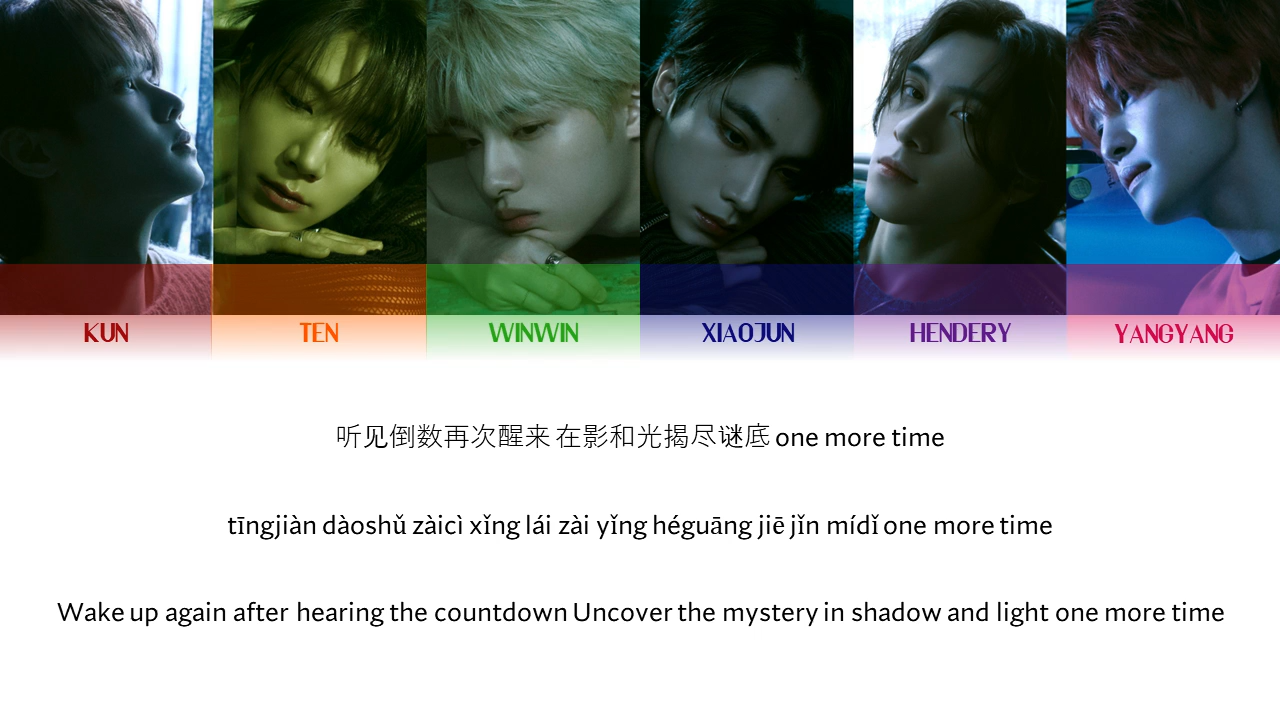 KUN TEN WINWIN XIAOJUN HENDERY YANGYANG
听见倒数再次醒来 在影和光揭尽谜底 one more time
tīngjiàn dàoshǔ zàicì xǐng lái zài yǐng héguāng jiē jǐn mídǐ one more time
Wake up again after hearing the countdown Uncover the mystery in shadow and light one more time